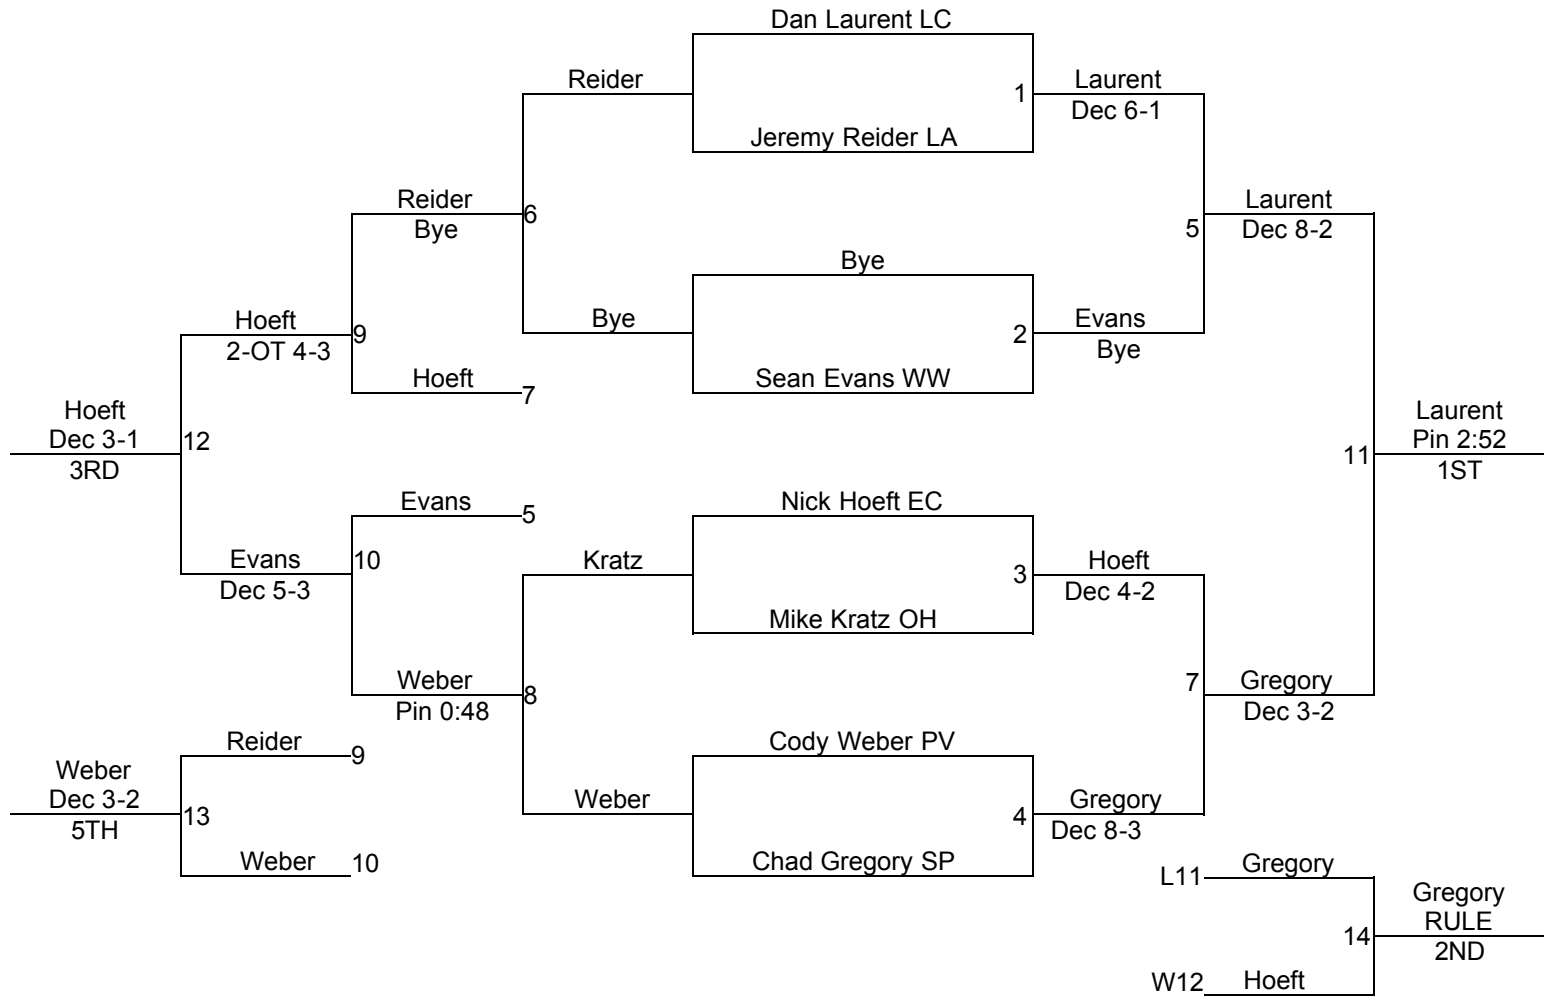 Dan Laurent LC
Reider
1
Laurent
Dec 6-1
Jeremy Reider LA
Reider
Bye
6
Laurent
Dec 8-2
5
Bye
Hoeft
2-OT 4-3
9
Bye
2
Evans
Bye
Hoeft
7
Sean Evans WW
Hoeft
Dec 3-1
3RD
12
Laurent
Pin 2:52
1ST
11
Evans
5
Nick Hoeft EC
Evans
Dec 5-3
10
Kratz
3
Hoeft
Dec 4-2
Mike Kratz OH
Weber
Pin 0:48
8
7
Gregory
Dec 3-2
Reider
9
Cody Weber PV
Weber
Dec 3-2
5TH
13
Weber
4
Gregory
Dec 8-3
Weber
10
Chad Gregory SP
L11
Gregory
14
Gregory
RULE
2ND
W12
Hoeft